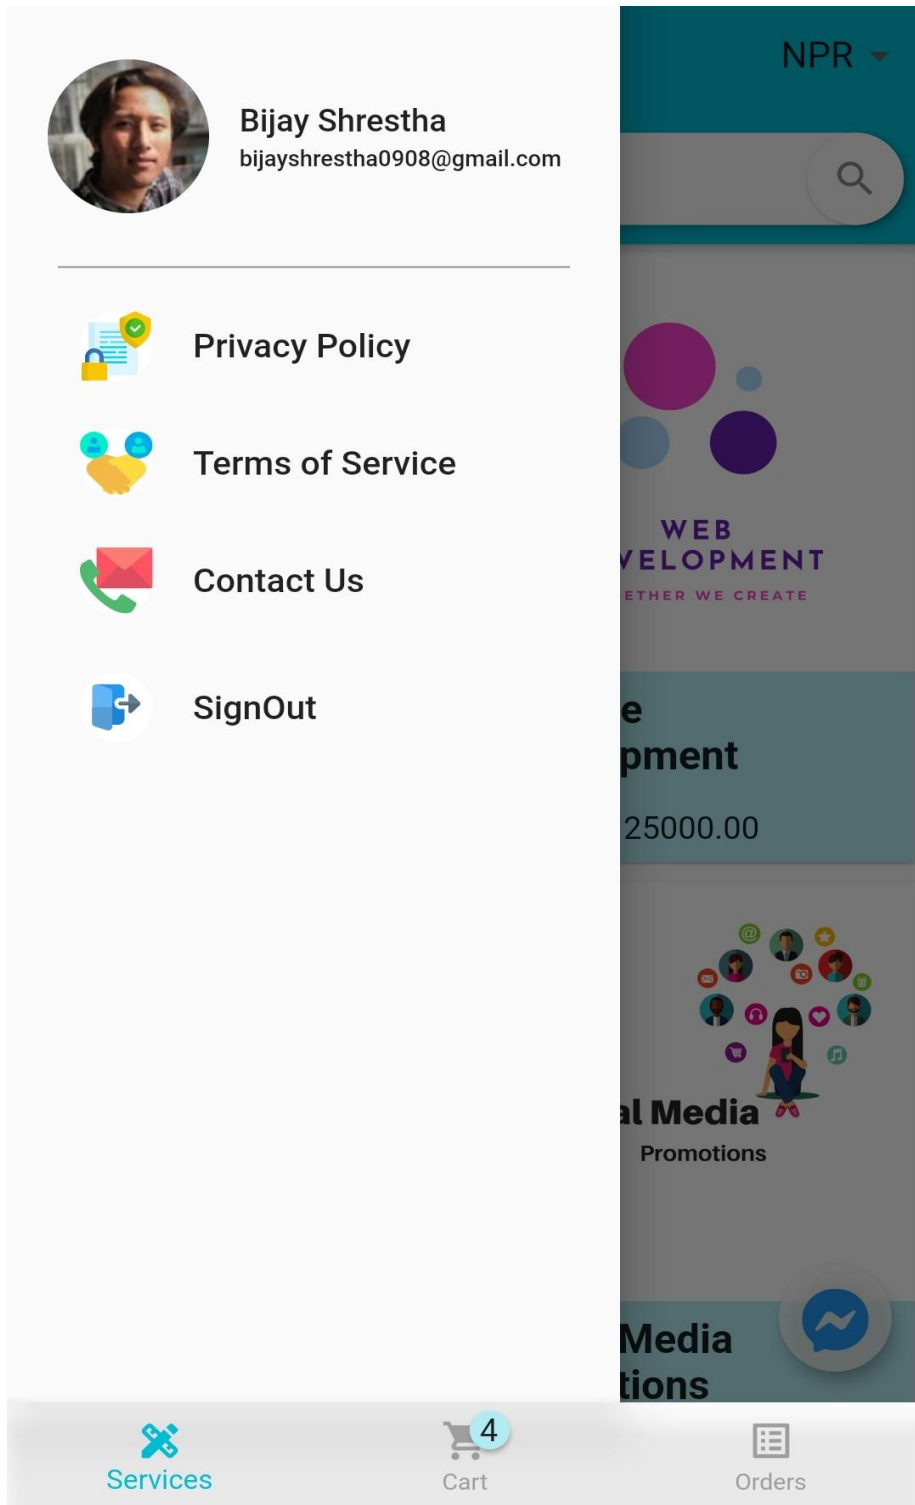 Bijay Shrestha
bijayshrestha0908@gmail.com
Privacy Policy
Terms of Service
Contact Us
SignOut
NPR
WEB
VELOPMENT
ETHER WE CREATE
e
pment
25000.00
al Media
Promotions
Media
tions
Services
4
Cart
Orders